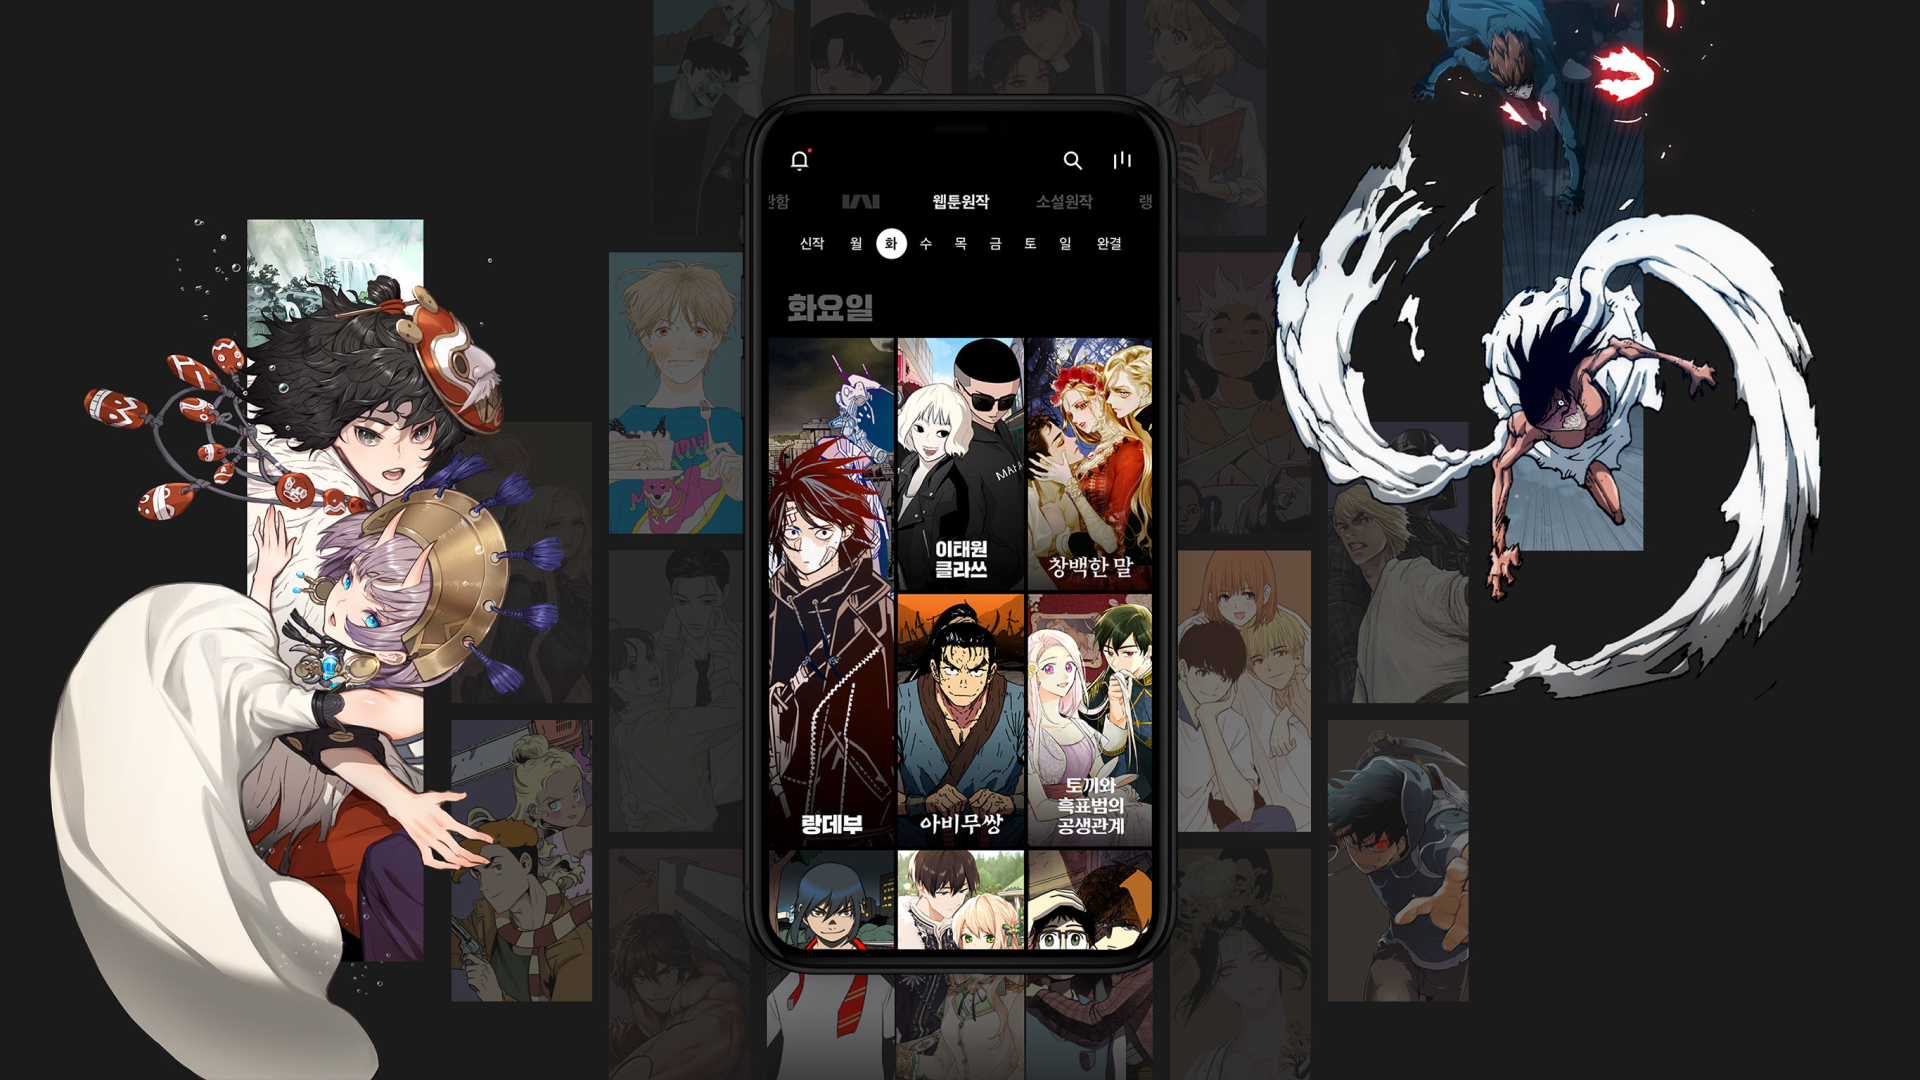 웹툰원작
소설원작
랭
신작 월 화 수 목 금 토 일 완결
화요일
이태원
클라쓰
창백한 말
랑데부
아비무쌍
토끼와
흑표범의
공생관계